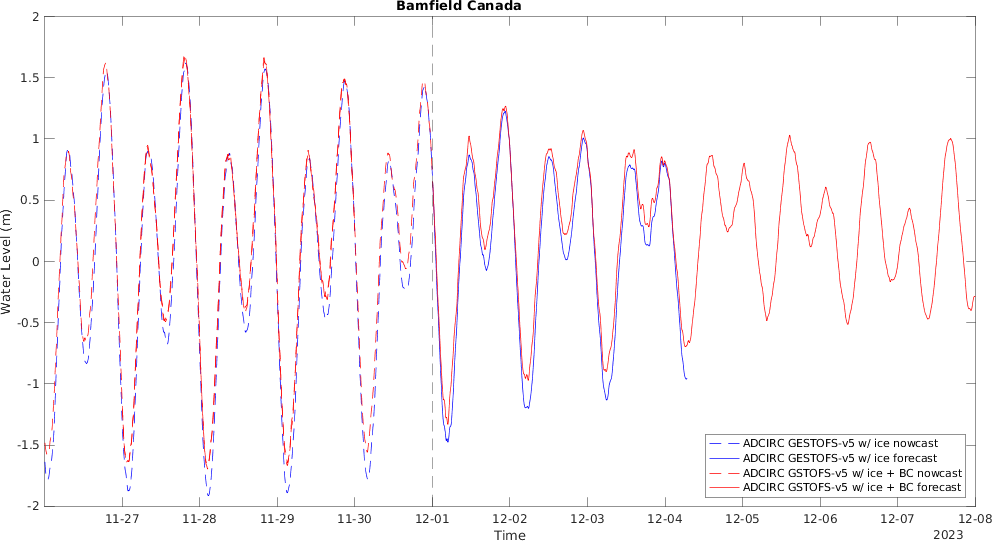 Bamfield Canada
2
1.5
1
0.5
0
-0.5
-1
-1.5
-2
Water Level (m)
ADCIRC GESTOFS-v5 w/ ice nowcast
ADCIRC GESTOFS-v5 w/ ice forecast
ADCIRC GSTOFS-v5 w/ ice + BC nowcast
ADCIRC GSTOFS-v5 w/ ice + BC forecast
11-27 11-28 11-29 11-30 12-01 12-02 12-03 12-04 12-05 12-06 12-07 12-08
Time
2023